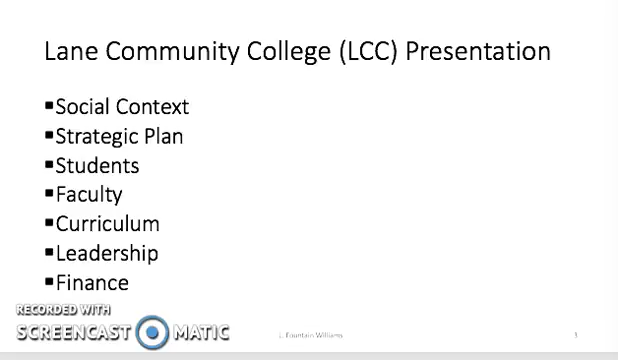 Lane Community College (LCC) Presentation
▪Social Context
▪Strategic Plan
▪Students
▪Faculty
▪Curriculum
▪Leadership
▪Finance
RECORDED WITH
SCREENCAST MATIC
L. Fountain Williams
3